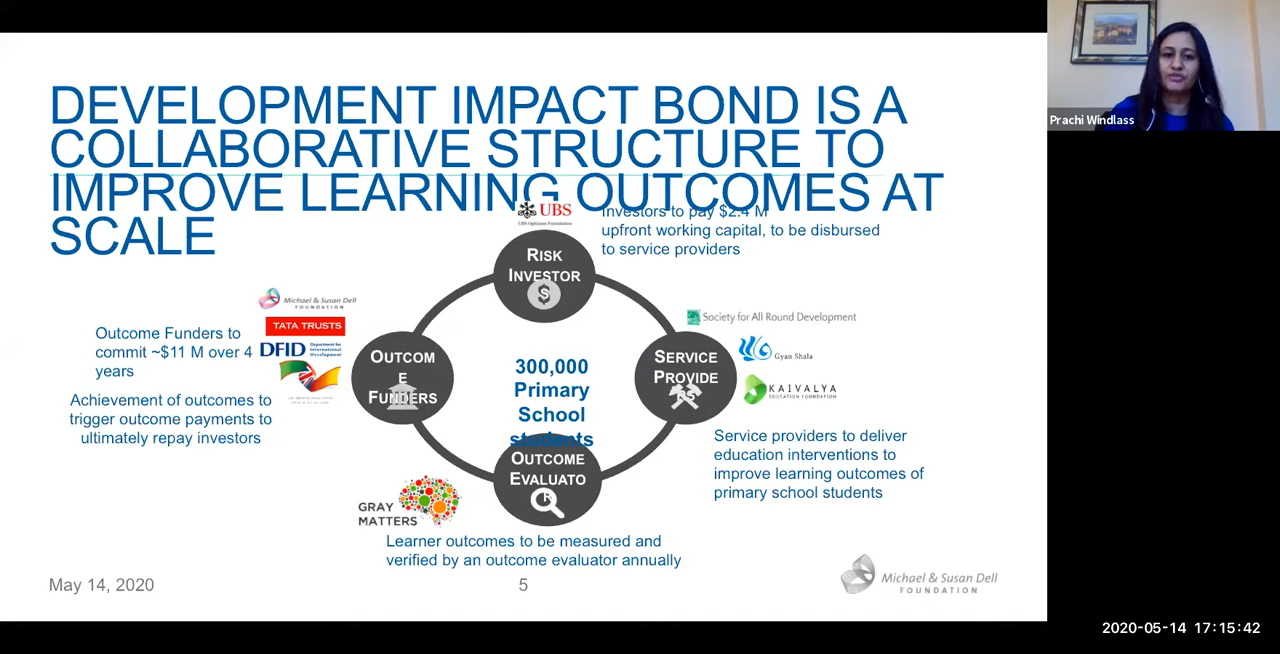 DEVELOPMENT IMPACT BOND IS A
COLLABORATIVE STRUCTURE TO
IMPROVE LEARNING OUTCOMES AT
SCALE
Prachi Windlass
UBS
UBS Optimus Foundation
Investors to pay $2.4 M
upfront working capital, to be disbursed
to service providers
RISK
INVESTOR
$
Michael & Susan Dell
FOUNDATION
TATA TRUSTS
DFID Department for
International
Development
Outcome Funders to
commit ~$11 M over 4
years
Achievement of outcomes to
trigger outcome payments to
ultimately repay investors
OUTCOM
E
FUNDERS
300,000
Primary
School
students
Society for All Round Development
SERVICE
PROVIDE
RS
Gyan Shala
KAIVALYA
EDUCATION FOUNDATION
Service providers to deliver
education interventions to
improve learning outcomes of
primary school students
OUTCOME
EVALUATO
GRAY
MATTERS
Learner outcomes to be measured and
verified by an outcome evaluator annually
May 14, 2020
5
Michael & Susan Dell
FOUNDATION
2020-05-14 17:15:42